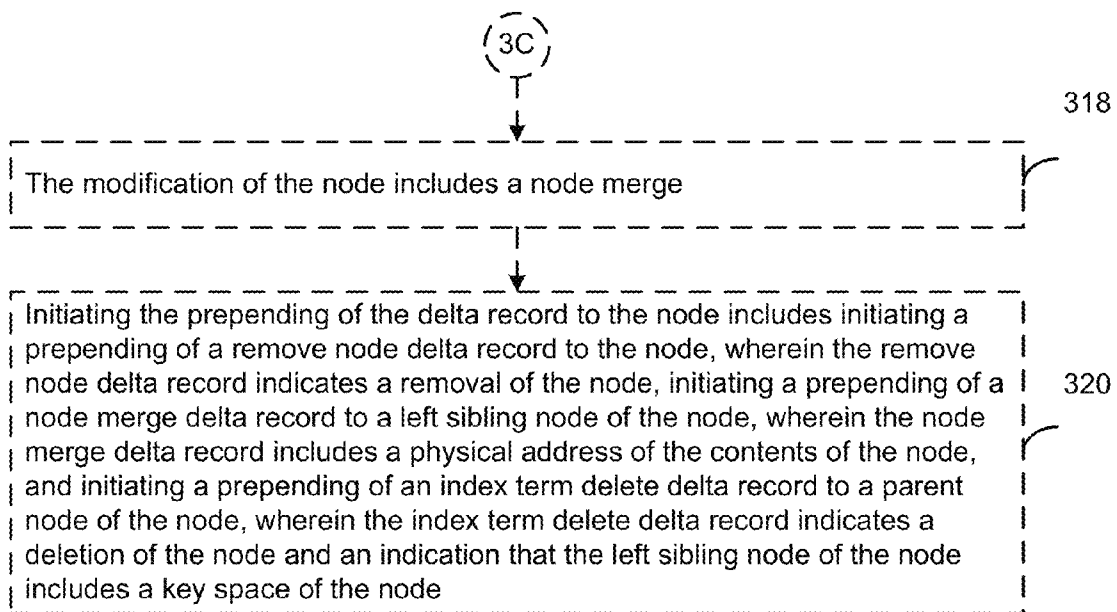 3C
318
The modification of the node includes a node merge
Initiating the prepending of the delta record to the node includes initiating a
prepending of a remove node delta record to the node, wherein the remove
node delta record indicates a removal of the node, initiating a prepending of a
node merge delta record to a left sibling node of the node, wherein the node
merge delta record includes a physical address of the contents of the node,
and initiating a prepending of an index term delete delta record to a parent
node of the node, wherein the index term delete delta record indicates a
deletion of the node and an indication that the left sibling node of the node
includes a key space of the node
320